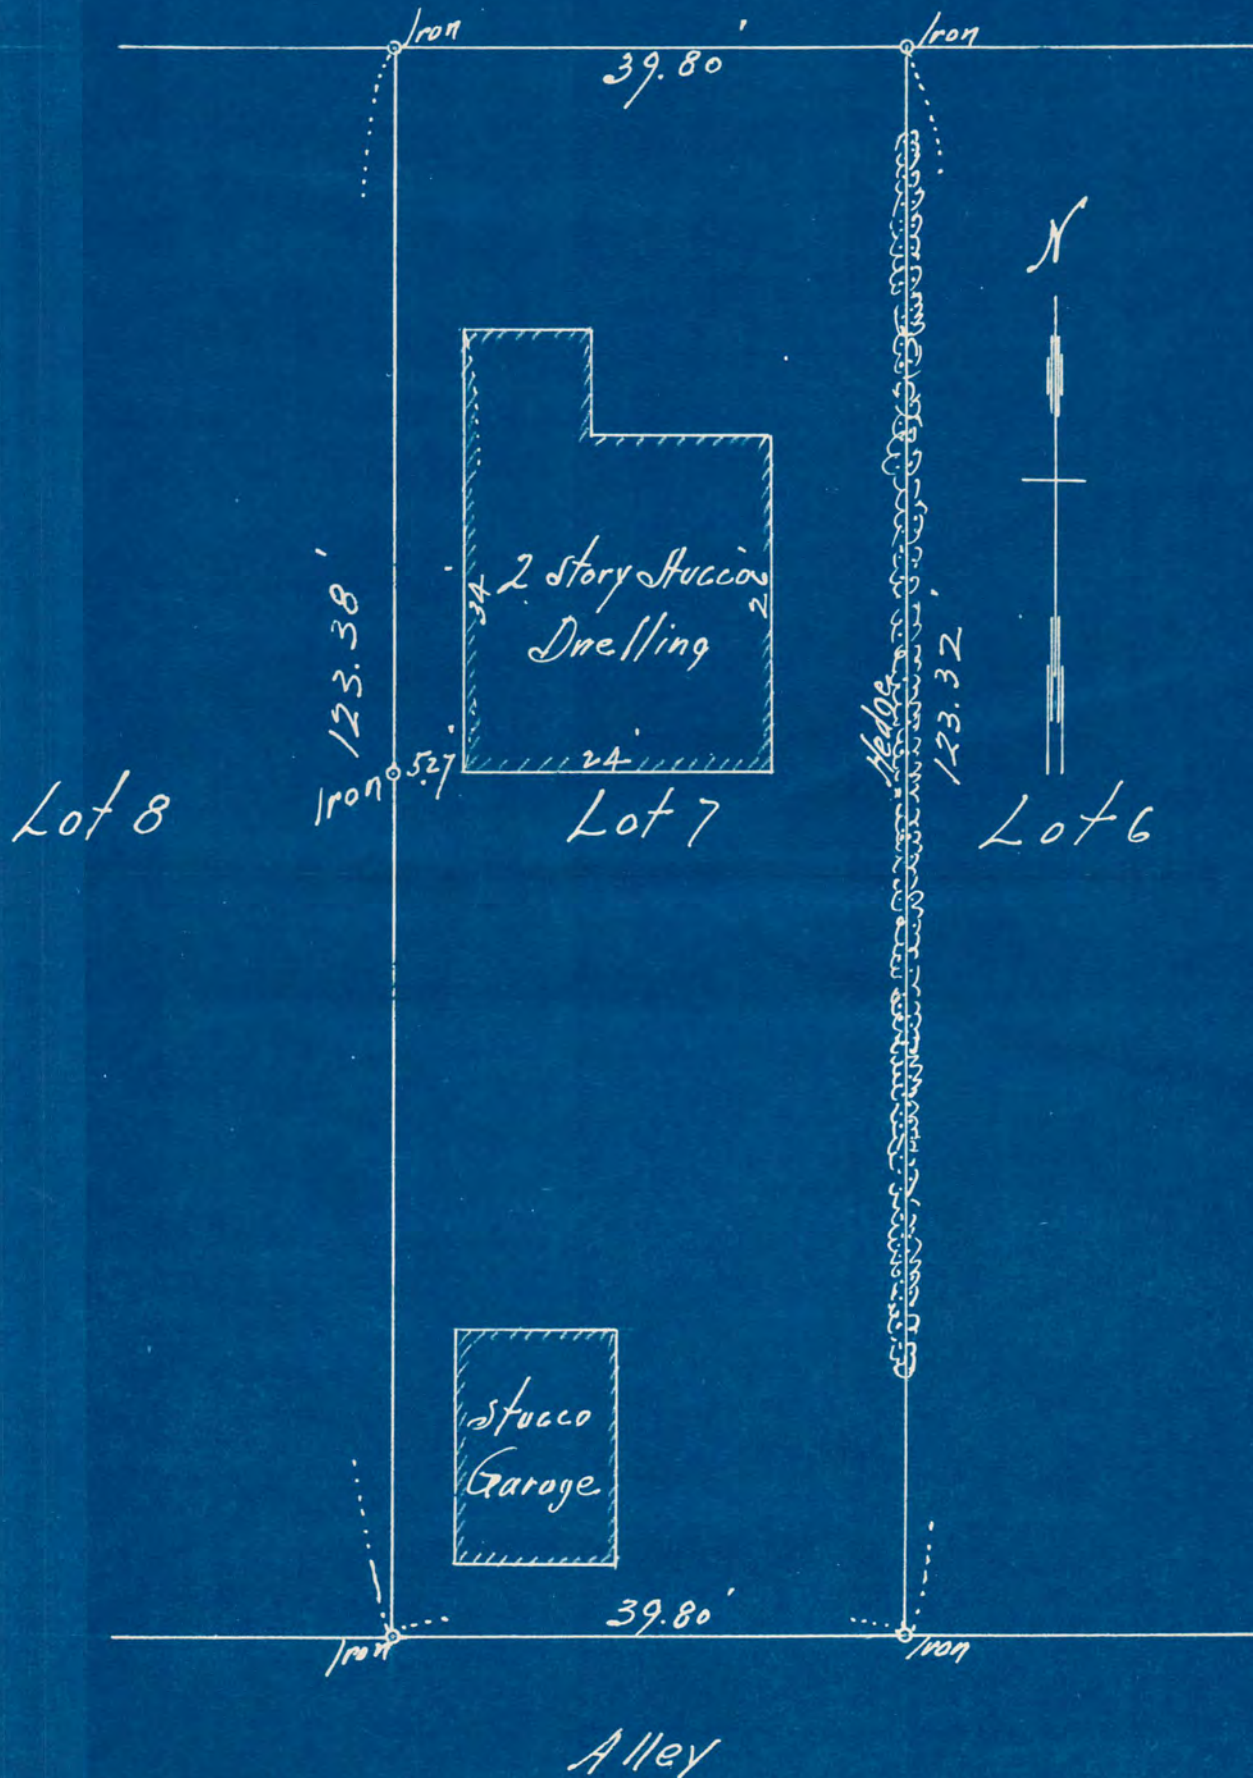 Iron
Iron
39.80'
N
2 Story Stucco
Dwelling
34
26
Hedge
123.38'
123.32'
Iron
5.27'
24'
Lot 8
Lot 7
Lot 6
Stucco
Garage
39.80'
Iron
Iron
Alley